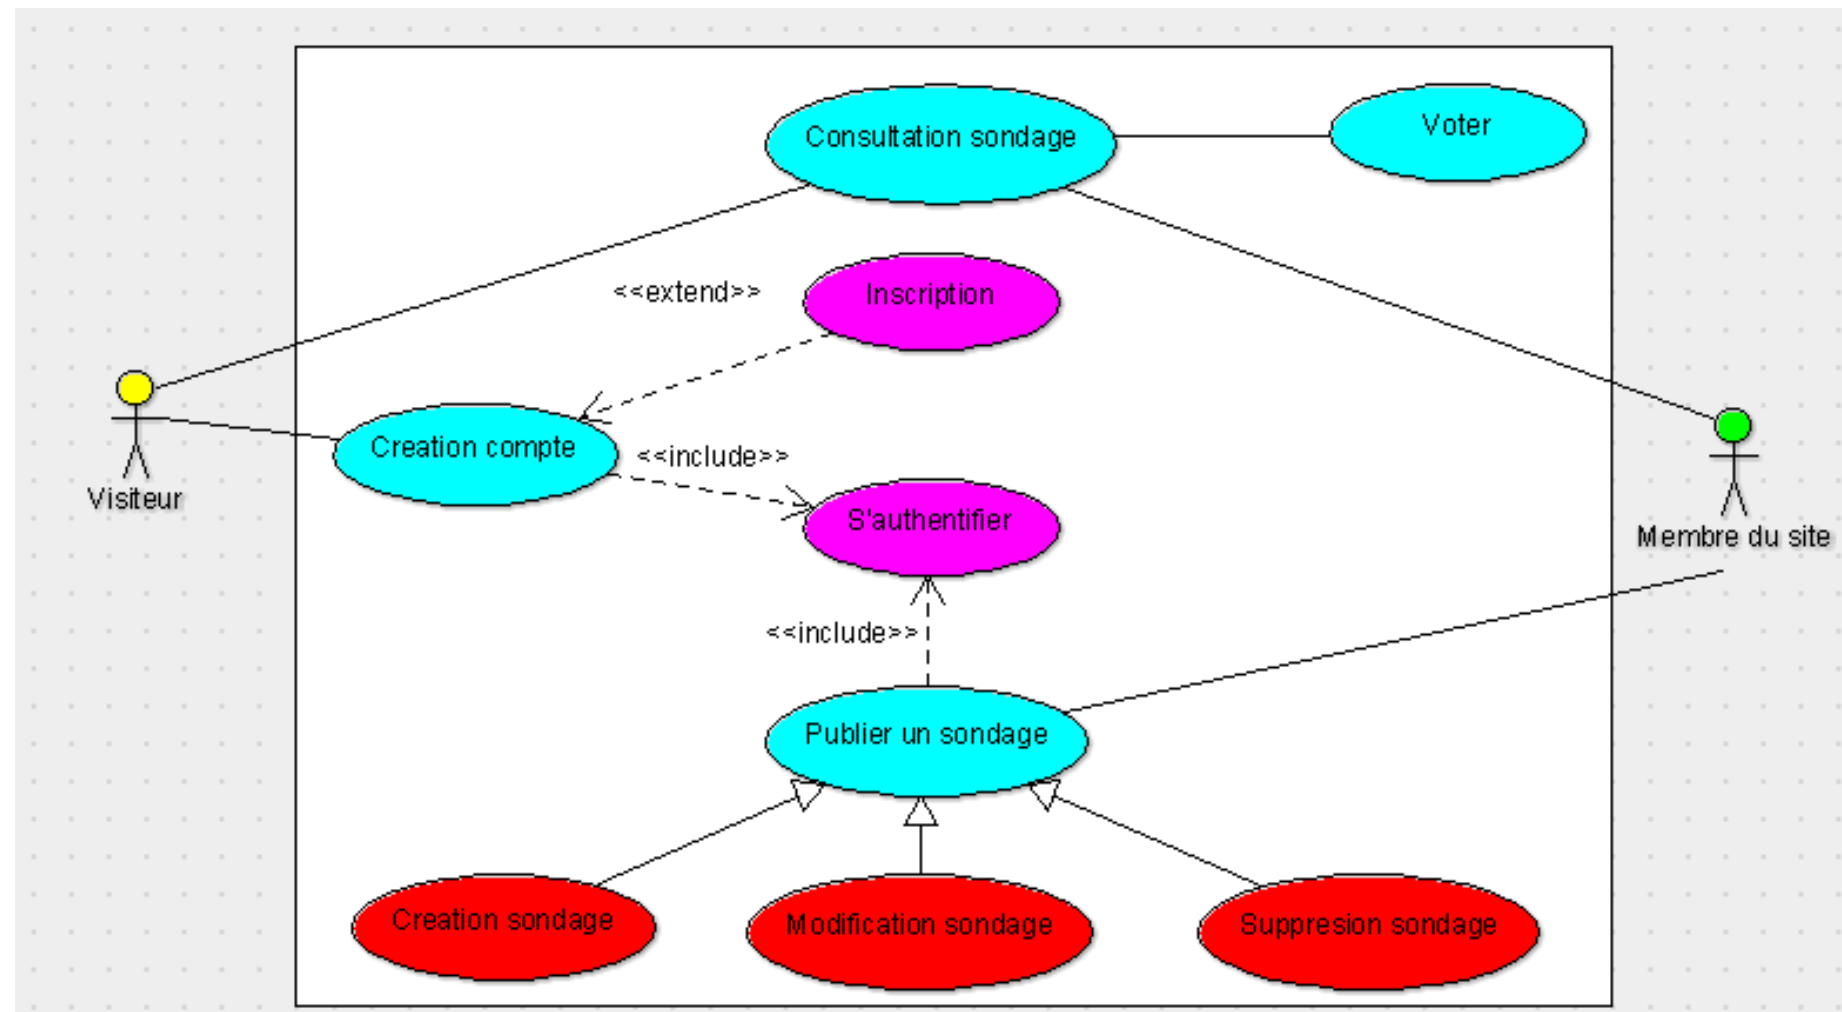 Consultation sondage
Voter
<<extend>>
Inscription
Creation compte
<<include>>
Visiteur
S'authentifier
Membre du site
<<include>>
Publier un sondage
Creation sondage
Modification sondage
Suppresion sondage